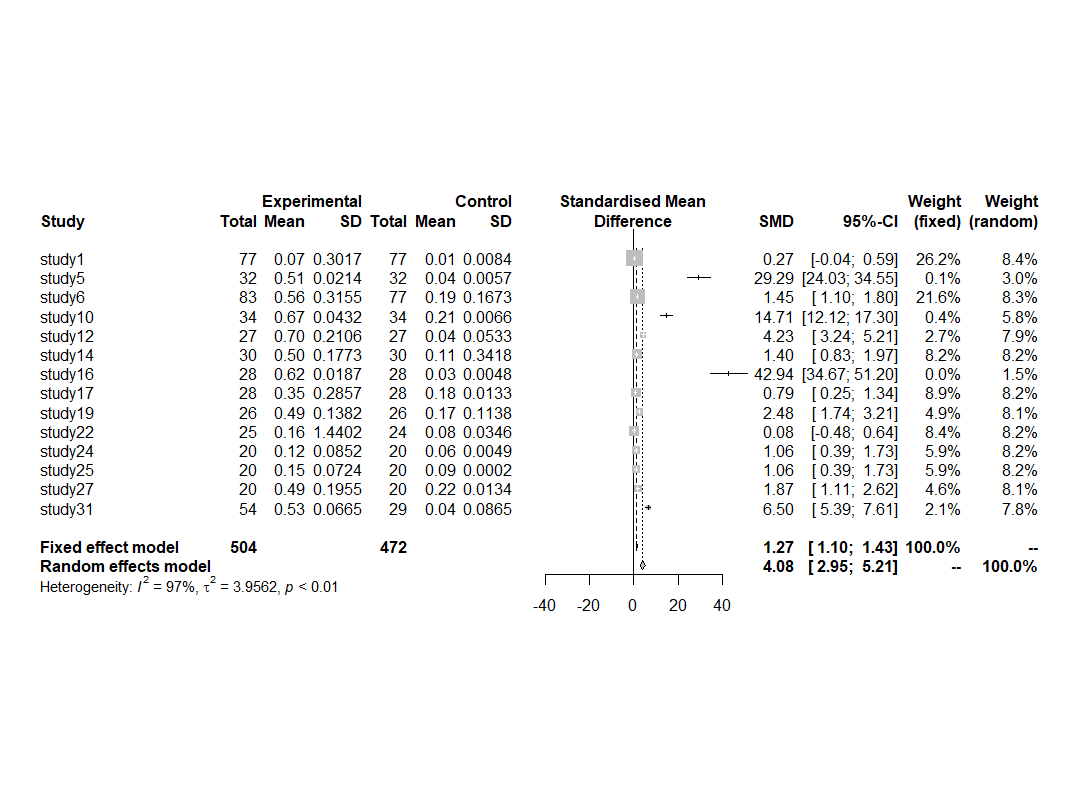 Experimental Control Standardised Mean Weight Weight
Study Total Mean SD Total Mean SD Difference SMD 95%-CI (fixed) (random)
study1 77 0.07 0.3017 77 0.01 0.0084 0.27 [-0.04; 0.59] 26.2% 8.4%
study5 32 0.51 0.0214 32 0.04 0.0057 29.29 [24.03; 34.55] 0.1% 3.0%
study6 83 0.56 0.3155 77 0.19 0.1673 1.45 [ 1.10; 1.80] 21.6% 8.3%
study10 34 0.67 0.0432 34 0.21 0.0066 14.71 [12.12; 17.30] 0.4% 5.8%
study12 27 0.70 0.2106 27 0.04 0.0533 4.23 [ 3.24; 5.21] 2.7% 7.9%
study14 30 0.50 0.1773 30 0.11 0.3418 1.40 [ 0.83; 1.97] 8.2% 8.2%
study16 28 0.62 0.0187 28 0.03 0.0048 42.94 [34.67; 51.20] 0.0% 1.5%
study17 28 0.35 0.2857 28 0.18 0.0133 0.79 [ 0.25; 1.34] 8.9% 8.2%
study19 26 0.49 0.1382 26 0.17 0.1138 2.48 [ 1.74; 3.21] 4.9% 8.1%
study22 25 0.16 1.4402 24 0.08 0.0346 0.08 [-0.48; 0.64] 8.4% 8.2%
study24 20 0.12 0.0852 20 0.06 0.0049 1.06 [ 0.39; 1.73] 5.9% 8.2%
study25 20 0.15 0.0724 20 0.09 0.0002 1.06 [ 0.39; 1.73] 5.9% 8.2%
study27 20 0.49 0.1955 20 0.22 0.0134 1.87 [ 1.11; 2.62] 4.6% 8.1%
study31 54 0.53 0.0665 29 0.04 0.0865 6.50 [ 5.39; 7.61] 2.1% 7.8%
Fixed effect model 504 472 1.27 [ 1.10; 1.43] 100.0% --
Random effects model 4.08 [ 2.95; 5.21] -- 100.0%
Heterogeneity: I² = 97%, τ² = 3.9562, p < 0.01
-40 -20 0 20 40